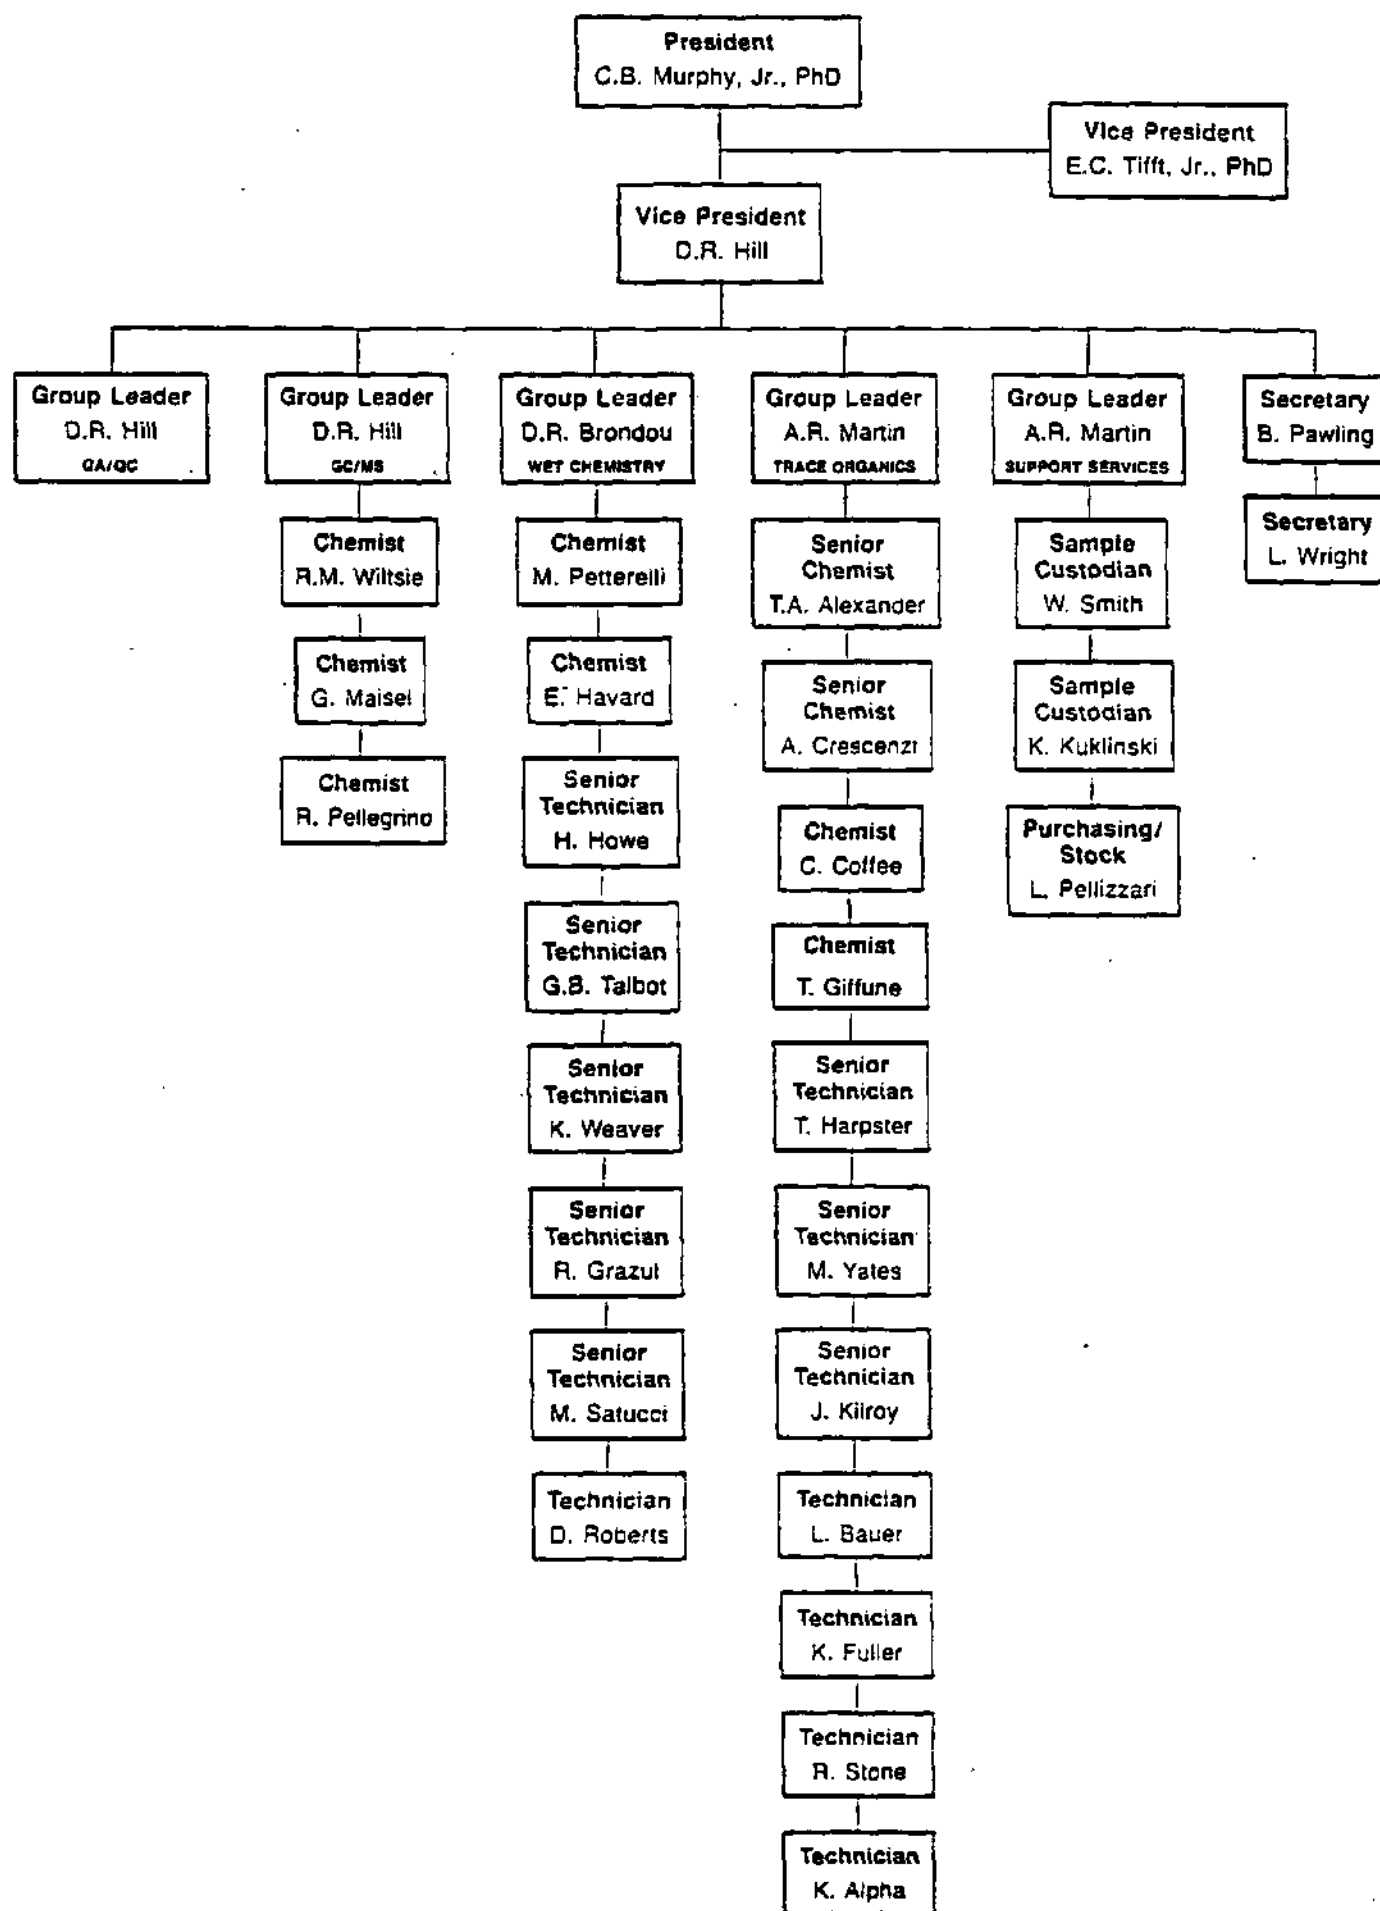 President
C.B. Murphy, Jr., PhD
Vice President
E.C. Tifft, Jr., PhD
Vice President
D.R. Hill
Group Leader
D.R. Hill
QA/QC
Group Leader
D.R. Hill
GC/MS
Group Leader
D.R. Brondou
WET CHEMISTRY
Group Leader
A.R. Martin
TRACE ORGANICS
Group Leader
A.R. Martin
SUPPORT SERVICES
Secretary
B. Pawling
Secretary
L. Wright
Chemist
R.M. Wiltsie
Chemist
G. Maisel
Chemist
R. Pellegrino
Chemist
M. Petterelli
Chemist
E. Havard
Senior
Technician
H. Howe
Senior
Technician
G.B. Talbot
Senior
Technician
K. Weaver
Senior
Technician
R. Grazul
Senior
Technician
M. Satucci
Technician
D. Roberts
Senior
Chemist
T.A. Alexander
Senior
Chemist
A. Crescenzi
Chemist
C. Coffee
Chemist
T. Giffune
Senior
Technician
T. Harpster
Senior
Technician
M. Yates
Senior
Technician
J. Kilroy
Technician
L. Bauer
Technician
K. Fuller
Technician
R. Stone
Technician
K. Alpha
Sample
Custodian
W. Smith
Sample
Custodian
K. Kuklinski
Purchasing/
Stock
L. Pellizzari